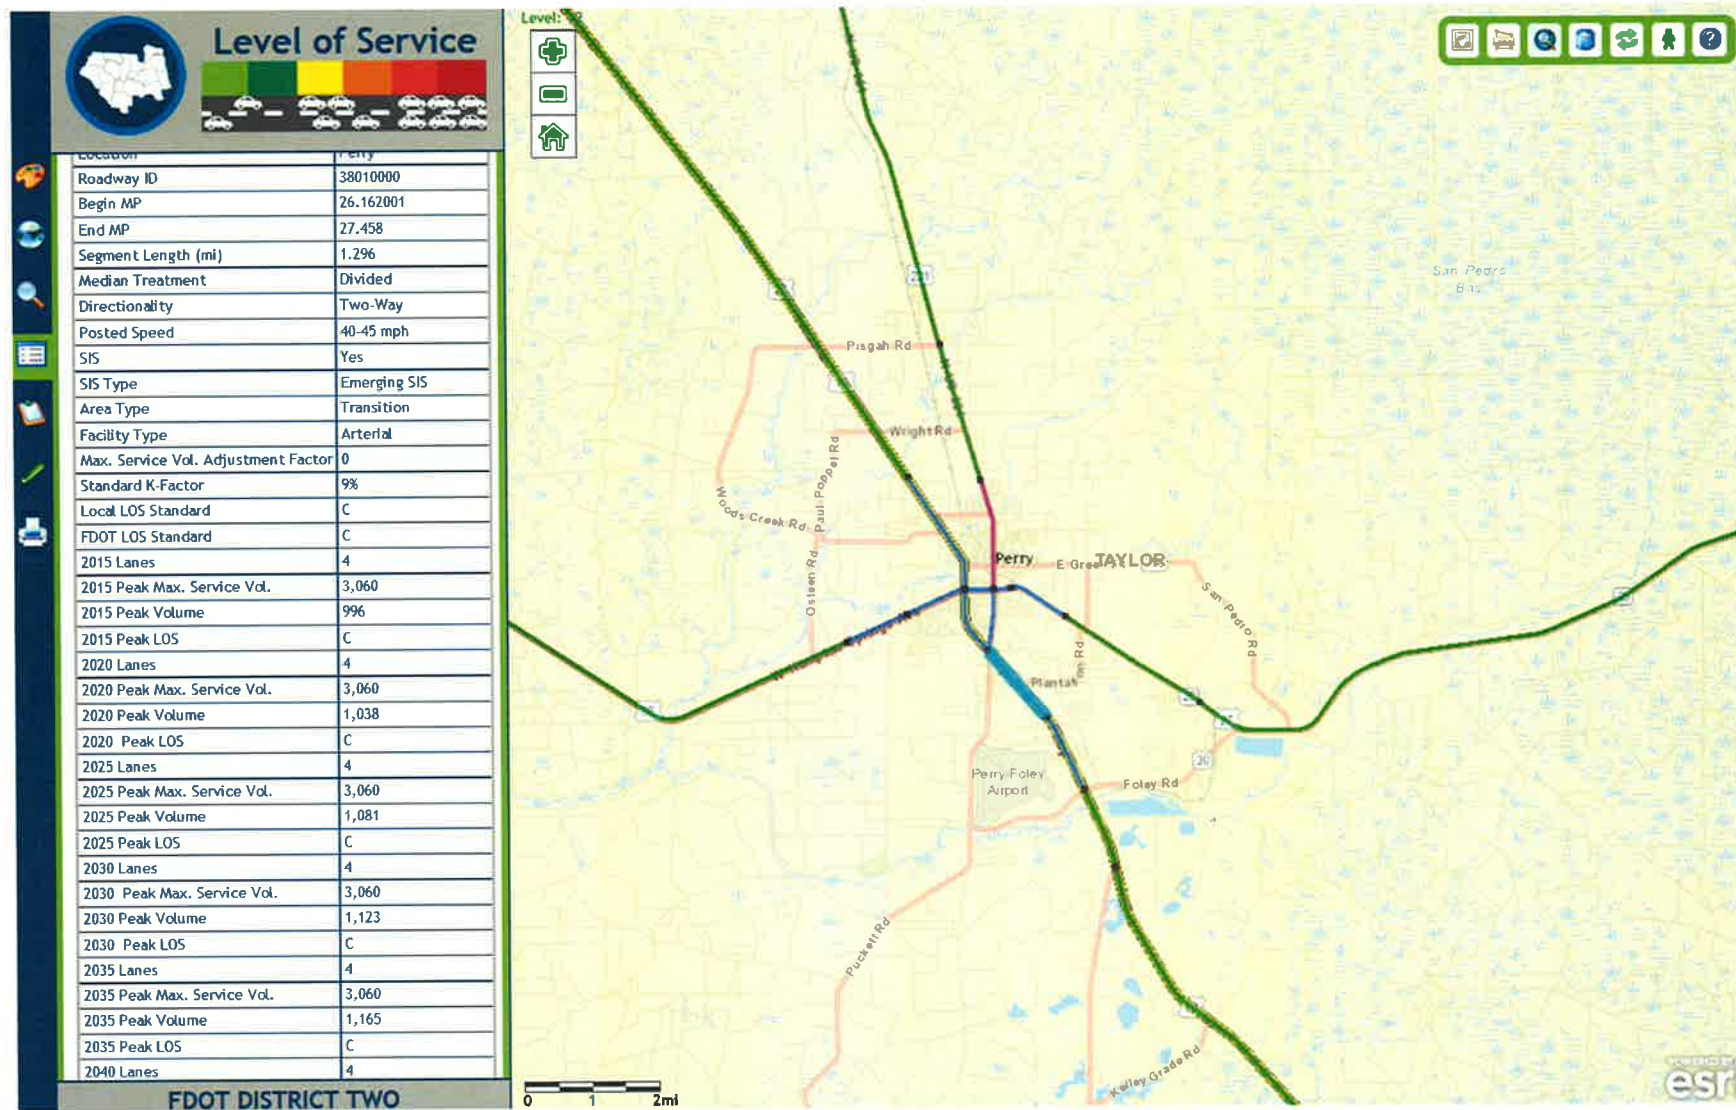 Level of Service
Location Perry
Roadway ID 38010000
Begin MP 26.162001
End MP 27.458
Segment Length (mi) 1.296
Median Treatment Divided
Directionality Two-Way
Posted Speed 40-45 mph
SIS Yes
SIS Type Emerging SIS
Area Type Transition
Facility Type Arterial
Max. Service Vol. Adjustment Factor 0
Standard K-Factor 9%
Local LOS Standard C
FDOT LOS Standard C
2015 Lanes 4
2015 Peak Max. Service Vol. 3,060
2015 Peak Volume 996
2015 Peak LOS C
2020 Lanes 4
2020 Peak Max. Service Vol. 3,060
2020 Peak Volume 1,038
2020 Peak LOS C
2025 Lanes 4
2025 Peak Max. Service Vol. 3,060
2025 Peak Volume 1,081
2025 Peak LOS C
2030 Lanes 4
2030 Peak Max. Service Vol. 3,060
2030 Peak Volume 1,123
2030 Peak LOS C
2035 Lanes 4
2035 Peak Max. Service Vol. 3,060
2035 Peak Volume 1,165
2035 Peak LOS C
2040 Lanes 4
FDOT DISTRICT TWO
Level:
San Pedro
Bay
Pisgah Rd
Wright Rd
Paul Poppel Rd
Woods Creek Rd
Osteen Rd
Perry
TAYLOR
San Pedro Rd
Perry Foley
Airport
Foley Rd
30
Puckett Rd
Kelley Grade Rd
0 1 2mi
esri